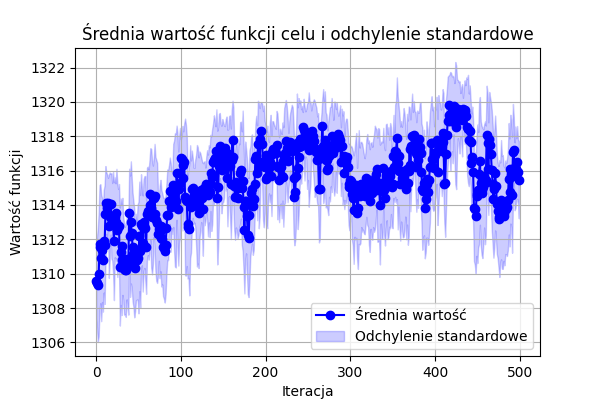 Średnia wartość funkcji celu i odchylenie standardowe
Wartość funkcji
1322
1320
1318
1316
1314
1312
1310
1308
1306
0 100 200 300 400 500
Iteracja
Średnia wartość
Odchylenie standardowe